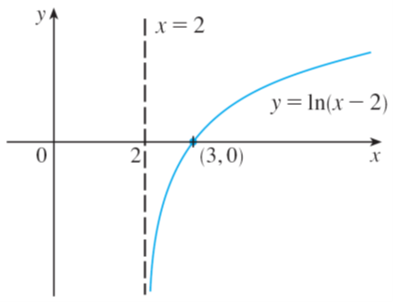 y
x = 2
y = ln(x − 2)
0
2
(3, 0)
x